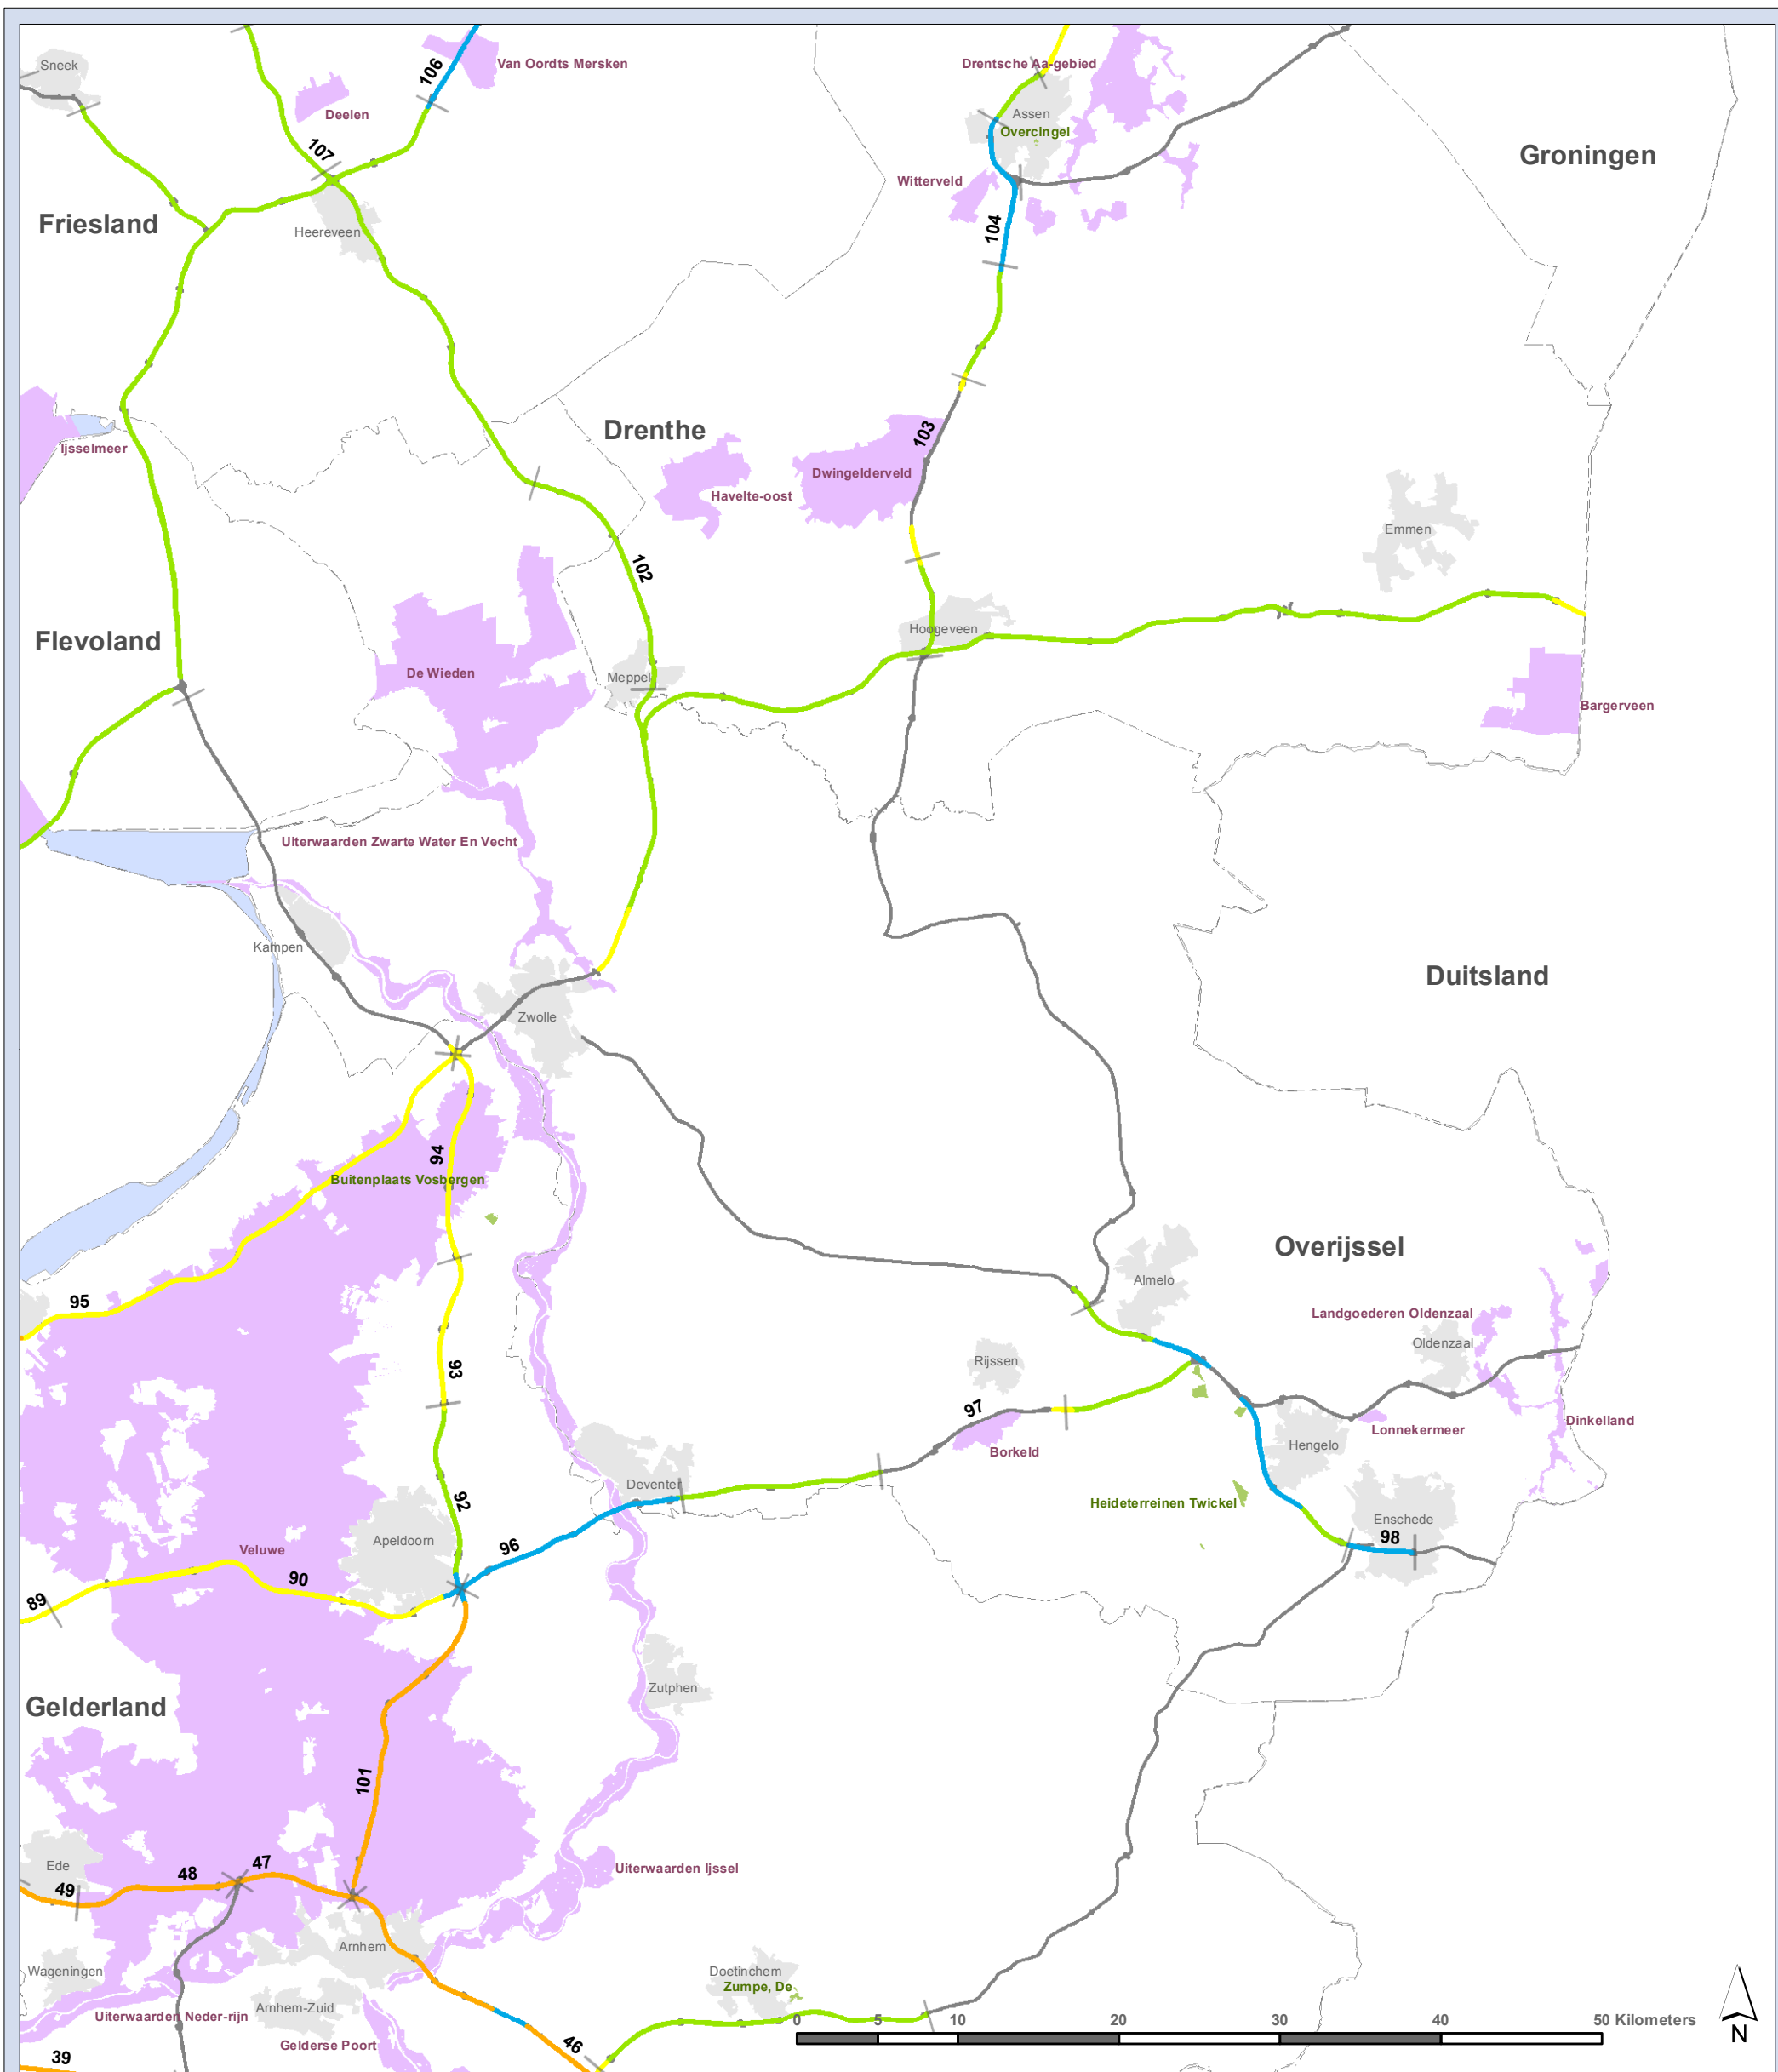 Sneek
106
Van Oordts Mersken
Drentsche Aa-gebied
Deelen
Assen
Overcingel
107
Groningen
Witterveld
Friesland
Heereveen
104
Drenthe
103
Ijsselmeer
Dwingelderveld
Havelte-oost
Emmen
102
Hoogeveen
Flevoland
De Wieden
Meppel
Bargerveen
Uiterwaarden Zwarte Water En Vecht
Kampen
Duitsland
Zwolle
94
Buitenplaats Vosbergen
Overijssel
Almelo
95
Landgoederen Oldenzaal
Oldenzaal
Rijssen
93
97
Dinkelland
Lonnekermeer
Borkeld
Hengelo
Deventer
92
Heideterreinen Twickel
Enschede
Apeldoorn
98
96
Veluwe
90
89
Zutphen
Gelderland
101
47
Ede
48
Uiterwaarden Ijssel
49
Arnhem
Wageningen
Doetinchem
Zumpe, De
Arnhem-Zuid
Uiterwaarden Neder-rijn
0 5 10 20 30 40 50 Kilometers
N
Gelderse Poort
46
39